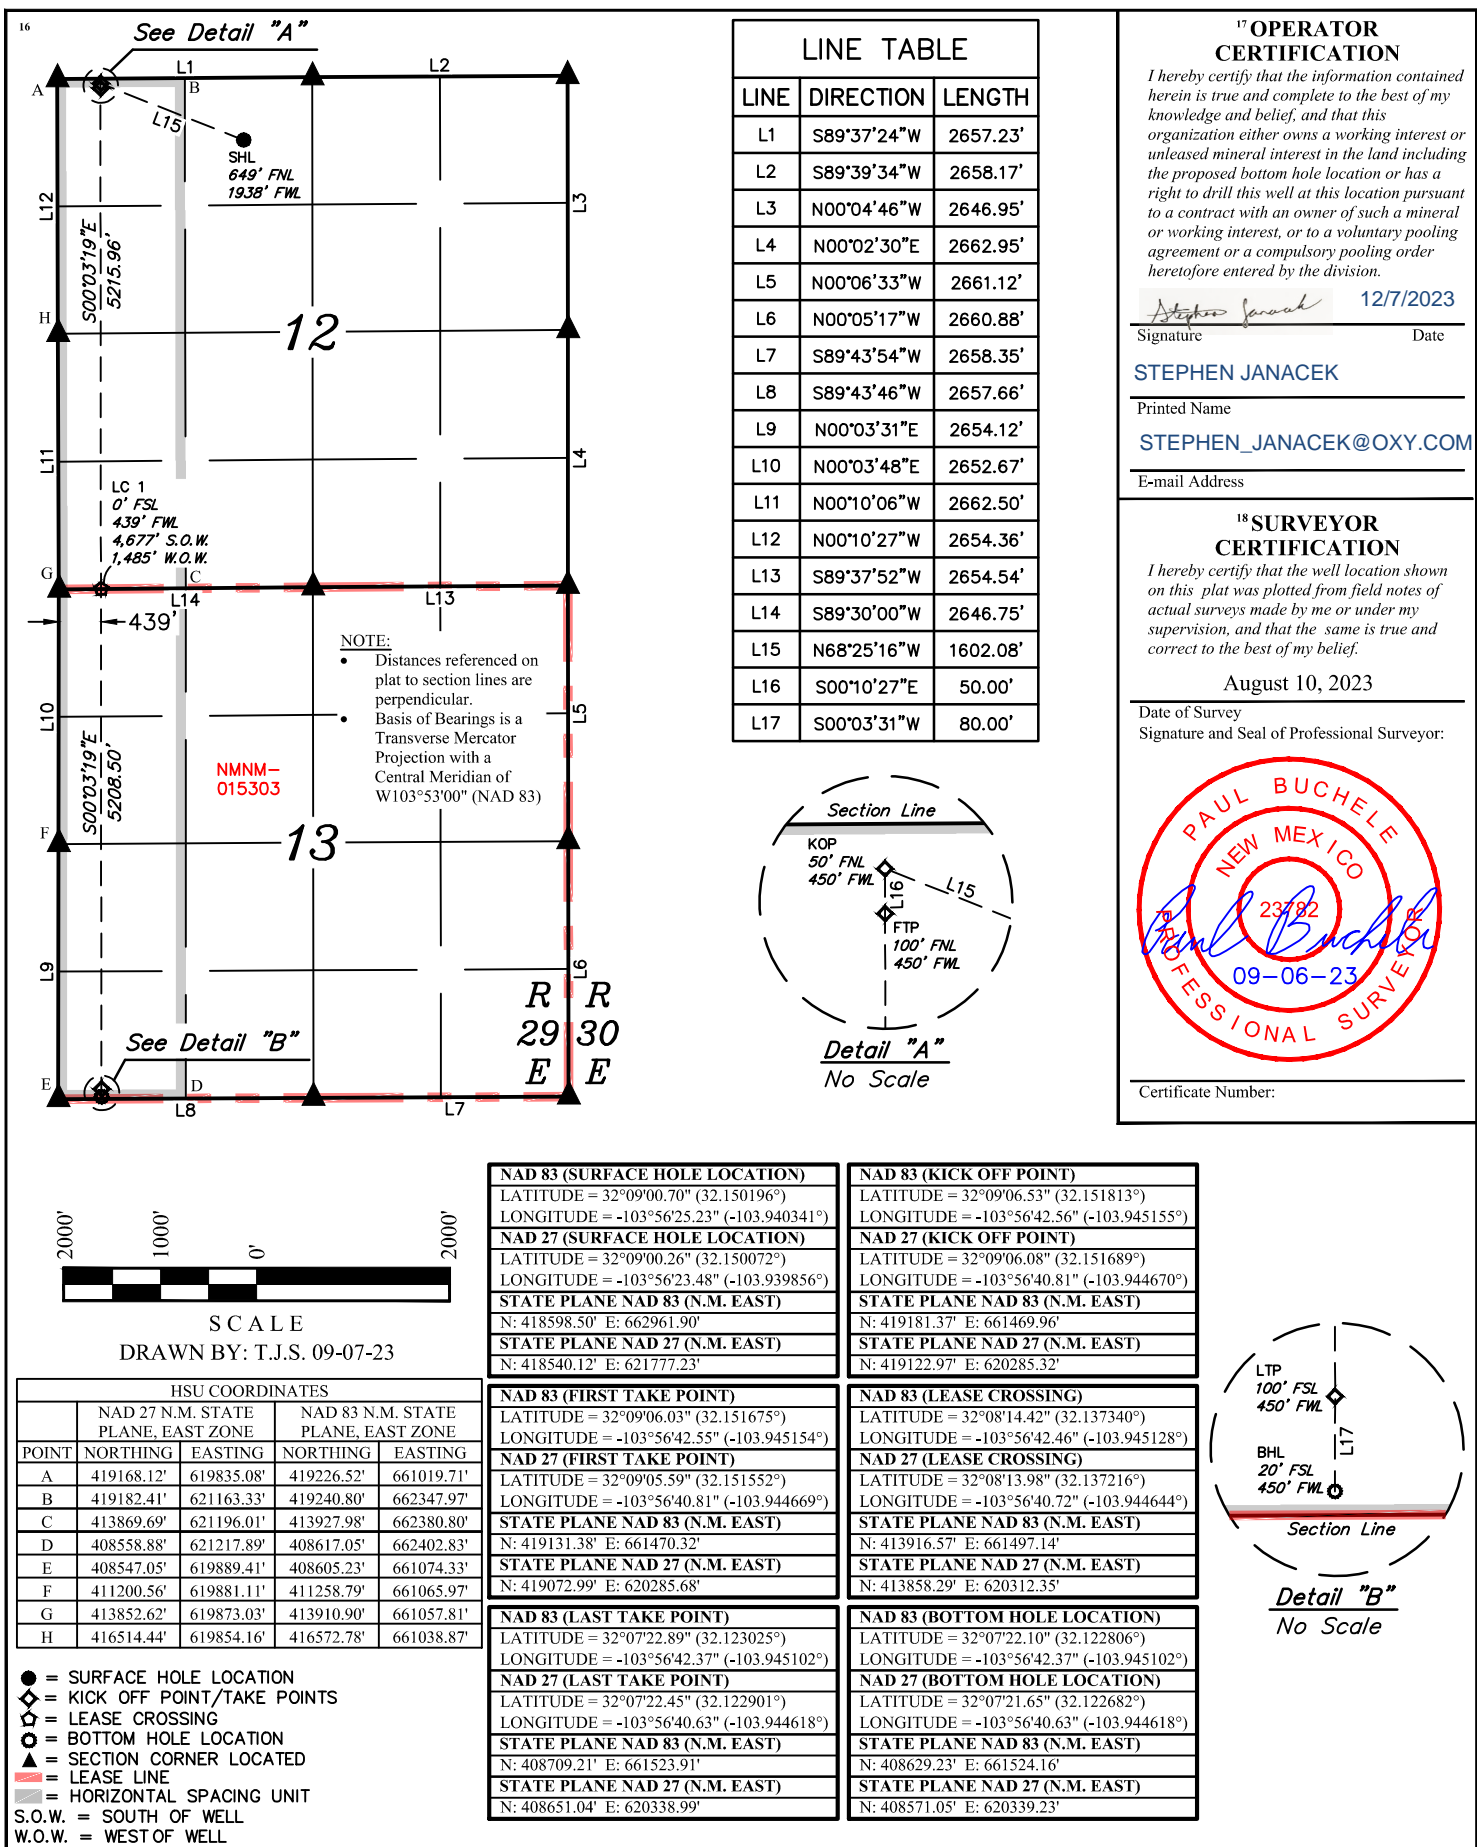 16
See Detail "A"
L1
L2
A
B
L15
SHL
649' FNL
1938' FWL
L12
L3
S00°03'19"E
5215.96'
H
12
L11
L4
LC 1
0' FSL
439' FWL
4,677' S.O.W.
1,485' W.O.W.
G
C
L14
L13
439'
NOTE:
• Distances referenced on
plat to section lines are
perpendicular.
• Basis of Bearings is a
Transverse Mercator
Projection with a
Central Meridian of
W103°53'00" (NAD 83)
L10
L5
S00°03'19"E
5208.50'
NMNM-
015303
F
13
L9
L6
R R
29 30
E E
See Detail "B"
E
D
L8
L7
LINE TABLE
LINE DIRECTION LENGTH
L1 S89°37'24"W 2657.23'
L2 S89°39'34"W 2658.17'
L3 N00°04'46"W 2646.95'
L4 N00°02'30"E 2662.95'
L5 N00°06'33"W 2661.12'
L6 N00°05'17"W 2660.88'
L7 S89°43'54"W 2658.35'
L8 S89°43'46"W 2657.66'
L9 N00°03'31"E 2654.12'
L10 N00°03'48"E 2652.67'
L11 N00°10'06"W 2662.50'
L12 N00°10'27"W 2654.36'
L13 S89°37'52"W 2654.54'
L14 S89°30'00"W 2646.75'
L15 N68°25'16"W 1602.08'
L16 S00°10'27"E 50.00'
L17 S00°03'31"W 80.00'
Section Line
KOP
50' FNL
450' FWL
L16
L15
FTP
100' FNL
450' FWL
Detail "A"
No Scale
17 OPERATOR
CERTIFICATION
I hereby certify that the information contained
herein is true and complete to the best of my
knowledge and belief, and that this
organization either owns a working interest or
unleased mineral interest in the land including
the proposed bottom hole location or has a
right to drill this well at this location pursuant
to a contract with an owner of such a mineral
or working interest, or to a voluntary pooling
agreement or a compulsory pooling order
heretofore entered by the division.
Stephen Janacek 12/7/2023
Signature Date
STEPHEN JANACEK
Printed Name
STEPHEN_JANACEK@OXY.COM
E-mail Address
18 SURVEYOR
CERTIFICATION
I hereby certify that the well location shown
on this plat was plotted from field notes of
actual surveys made by me or under my
supervision, and that the same is true and
correct to the best of my belief.
August 10, 2023
Date of Survey
Signature and Seal of Professional Surveyor:
PAUL BUCHELE
NEW MEXICO
23782
Paul Buchele
09-06-23
PROFESSIONAL SURVEYOR
Certificate Number:
2000' 1000' 0' 2000'
SCALE
DRAWN BY: T.J.S. 09-07-23
HSU COORDINATES
NAD 27 N.M. STATE PLANE, EAST ZONE NAD 83 N.M. STATE PLANE, EAST ZONE
POINT NORTHING EASTING NORTHING EASTING
A 419168.12' 619835.08' 419226.52' 661019.71'
B 419182.41' 621163.33' 419240.80' 662347.97'
C 413869.69' 621196.01' 413927.98' 662380.80'
D 408558.88' 621217.89' 408617.05' 662402.83'
E 408547.05' 619889.41' 408605.23' 661074.33'
F 411200.56' 619881.11' 411258.79' 661065.97'
G 413852.62' 619873.03' 413910.90' 661057.81'
H 416514.44' 619854.16' 416572.78' 661038.87'
= SURFACE HOLE LOCATION
= KICK OFF POINT/TAKE POINTS
= LEASE CROSSING
= BOTTOM HOLE LOCATION
= SECTION CORNER LOCATED
= LEASE LINE
= HORIZONTAL SPACING UNIT
S.O.W. = SOUTH OF WELL
W.O.W. = WEST OF WELL
NAD 83 (SURFACE HOLE LOCATION)
LATITUDE = 32°09'00.70" (32.150196°)
LONGITUDE = -103°56'25.23" (-103.940341°)
NAD 27 (SURFACE HOLE LOCATION)
LATITUDE = 32°09'00.26" (32.150072°)
LONGITUDE = -103°56'23.48" (-103.939856°)
STATE PLANE NAD 83 (N.M. EAST)
N: 418598.50' E: 662961.90'
STATE PLANE NAD 27 (N.M. EAST)
N: 418540.12' E: 621777.23'
NAD 83 (KICK OFF POINT)
LATITUDE = 32°09'06.53" (32.151813°)
LONGITUDE = -103°56'42.56" (-103.945155°)
NAD 27 (KICK OFF POINT)
LATITUDE = 32°09'06.08" (32.151689°)
LONGITUDE = -103°56'40.81" (-103.944670°)
STATE PLANE NAD 83 (N.M. EAST)
N: 419181.37' E: 661469.96'
STATE PLANE NAD 27 (N.M. EAST)
N: 419122.97' E: 620285.32'
NAD 83 (FIRST TAKE POINT)
LATITUDE = 32°09'06.03" (32.151675°)
LONGITUDE = -103°56'42.55" (-103.945154°)
NAD 27 (FIRST TAKE POINT)
LATITUDE = 32°09'05.59" (32.151552°)
LONGITUDE = -103°56'40.81" (-103.944669°)
STATE PLANE NAD 83 (N.M. EAST)
N: 419131.38' E: 661470.32'
STATE PLANE NAD 27 (N.M. EAST)
N: 419072.99' E: 620285.68'
NAD 83 (LEASE CROSSING)
LATITUDE = 32°08'14.42" (32.137340°)
LONGITUDE = -103°56'42.46" (-103.945128°)
NAD 27 (LEASE CROSSING)
LATITUDE = 32°08'13.98" (32.137216°)
LONGITUDE = -103°56'40.72" (-103.944644°)
STATE PLANE NAD 83 (N.M. EAST)
N: 413916.57' E: 661497.14'
STATE PLANE NAD 27 (N.M. EAST)
N: 413858.29' E: 620312.35'
NAD 83 (LAST TAKE POINT)
LATITUDE = 32°07'22.89" (32.123025°)
LONGITUDE = -103°56'42.37" (-103.945102°)
NAD 27 (LAST TAKE POINT)
LATITUDE = 32°07'22.45" (32.122901°)
LONGITUDE = -103°56'40.63" (-103.944618°)
STATE PLANE NAD 83 (N.M. EAST)
N: 408709.21' E: 661523.91'
STATE PLANE NAD 27 (N.M. EAST)
N: 408651.04' E: 620338.99'
NAD 83 (BOTTOM HOLE LOCATION)
LATITUDE = 32°07'22.10" (32.122806°)
LONGITUDE = -103°56'42.37" (-103.945102°)
NAD 27 (BOTTOM HOLE LOCATION)
LATITUDE = 32°07'21.65" (32.122682°)
LONGITUDE = -103°56'40.63" (-103.944618°)
STATE PLANE NAD 83 (N.M. EAST)
N: 408629.23' E: 661524.16'
STATE PLANE NAD 27 (N.M. EAST)
N: 408571.05' E: 620339.23'
LTP
100' FSL
450' FWL
L17
BHL
20' FSL
450' FWL
Section Line
Detail "B"
No Scale